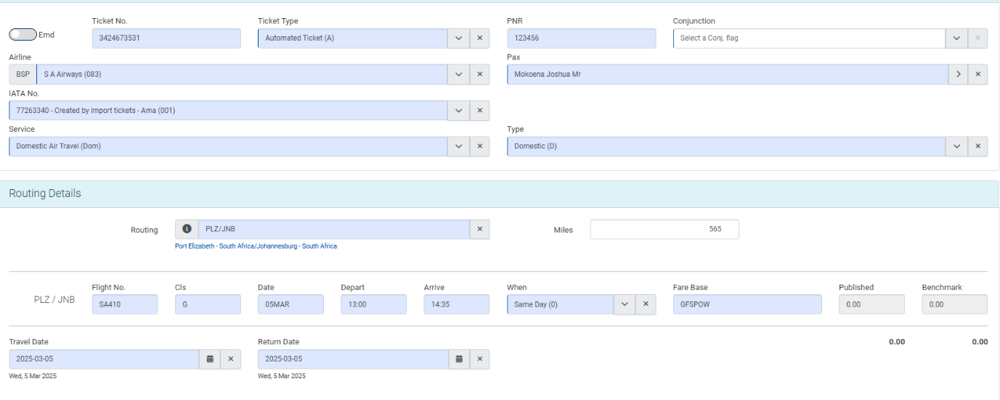 Ticket No. Ticket Type PNR Conjunction
Emd 3424673531 Automated Ticket (A) 123456 Select a Conj. flag
Airline Pax
BSP S A Airways (083) Mokoena Joshua Mr
IATA No.
77263340 - Created by import tickets - Ama (001)
Service Type
Domestic Air Travel (Dom) Domestic (D)
Routing Details
Routing PLZ/JNB Miles 565
Port Elizabeth - South Africa/Johannesburg - South Africa
Flight No. Cls Date Depart Arrive When Fare Base Published Benchmark
PLZ / JNB SA410 G 05MAR 13:00 14:35 Same Day (0) GFSPOW 0.00 0.00
Travel Date Return Date 0.00 0.00
2025-03-05 2025-03-05
Wed, 5 Mar 2025 Wed, 5 Mar 2025